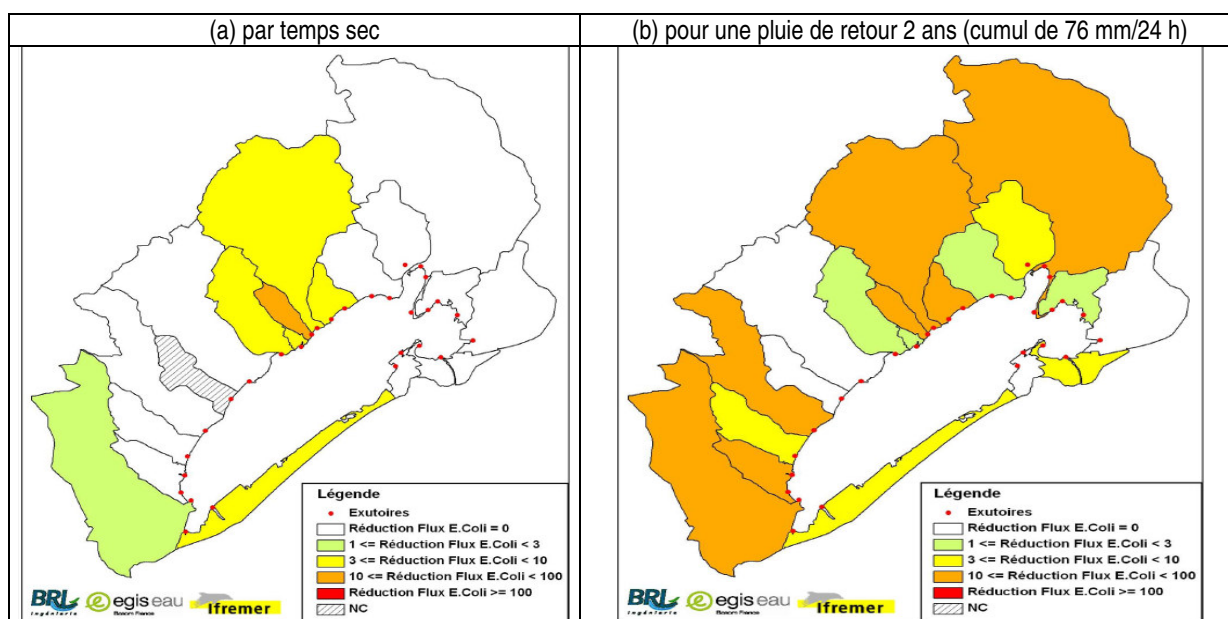 (a) par temps sec
(b) pour une pluie de retour 2 ans (cumul de 76 mm/24 h)
Légende
Exutoires
Réduction Flux E.Coli = 0
1 <= Réduction Flux E.Coli < 3
3 <= Réduction Flux E.Coli < 10
10 <= Réduction Flux E.Coli < 100
Réduction Flux E.Coli >= 100
NC
BRL
ingénierie
egis eau
Ifremer
Légende
Exutoires
Réduction Flux E.Coli = 0
1 <= Réduction Flux E.Coli < 3
3 <= Réduction Flux E.Coli < 10
10 <= Réduction Flux E.Coli < 100
Réduction Flux E.Coli >= 100
NC
BRL
ingénierie
egis eau
Ifremer